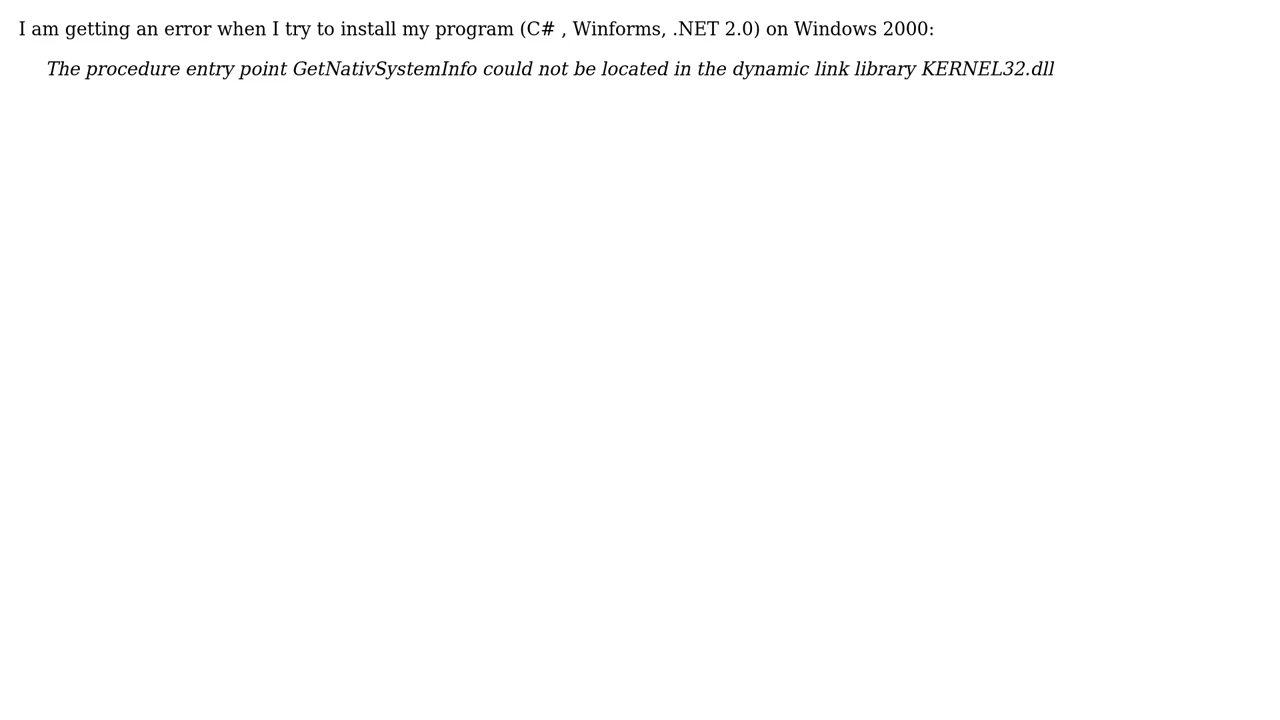 I am getting an error when I try to install my program (C# , Winforms, .NET 2.0) on Windows 2000:
The procedure entry point GetNativSystemInfo could not be located in the dynamic link library KERNEL32.dll